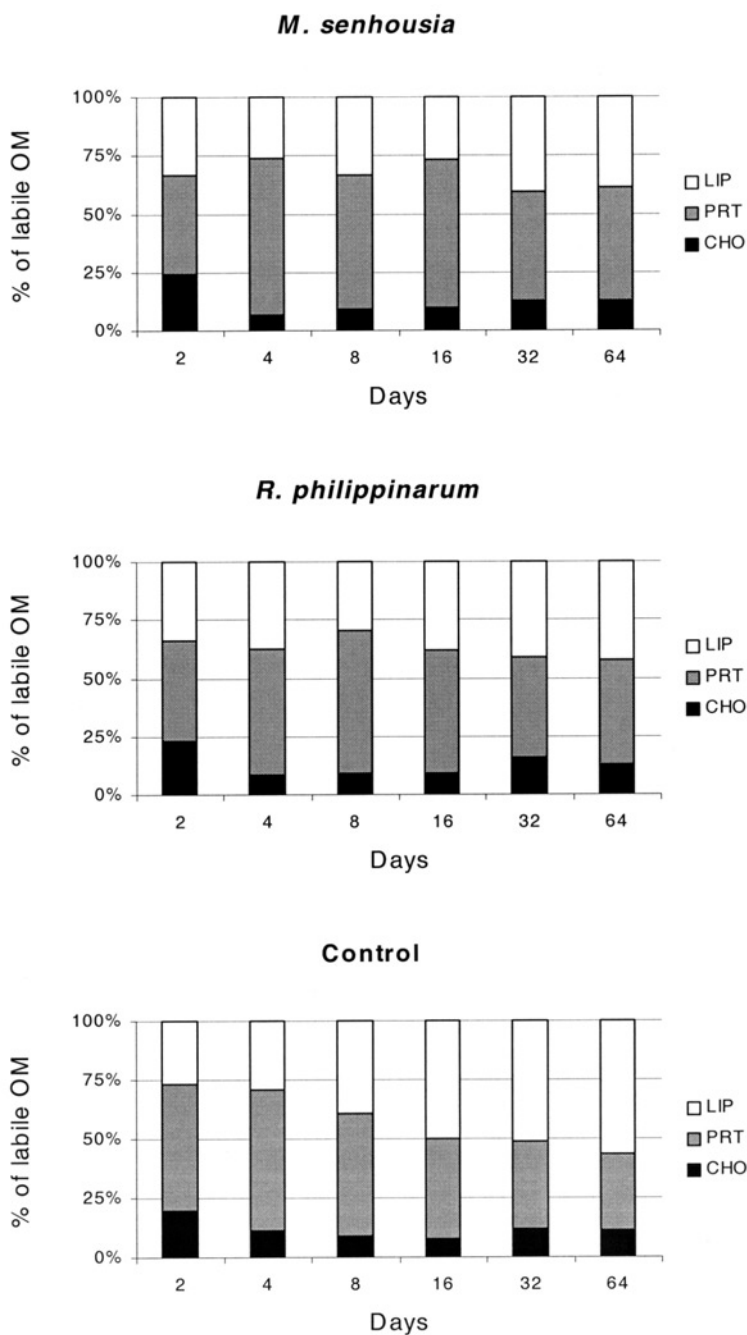 M. senhousia
% of labile OM
100%
75%
50%
25%
0%
2 4 8 16 32 64
Days
LIP
PRT
CHO
R. philippinarum
% of labile OM
100%
75%
50%
25%
0%
2 4 8 16 32 64
Days
LIP
PRT
CHO
Control
% of labile OM
100%
75%
50%
25%
0%
2 4 8 16 32 64
Days
LIP
PRT
CHO